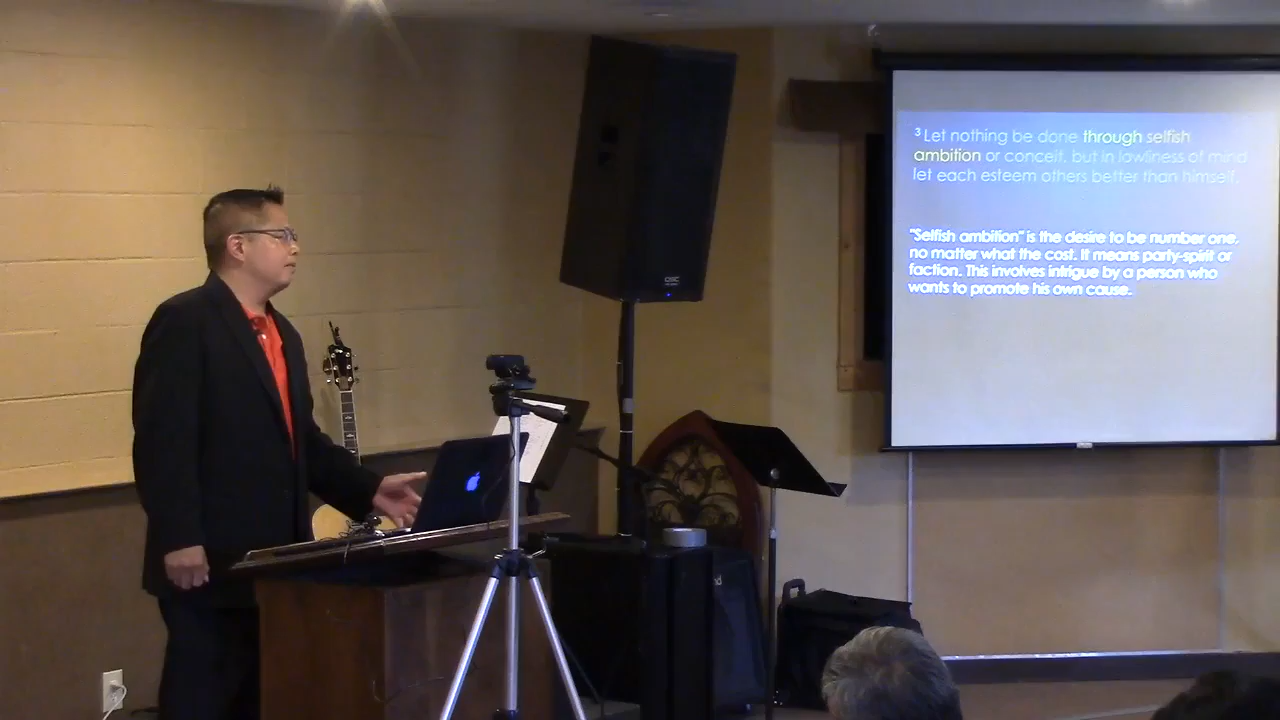 3 Let nothing be done through selfish
ambition or conceit, but in lowliness of mind
let each esteem others better than himself.
"Selfish ambition" is the desire to be number one,
no matter what the cost. It means party-spirit or
faction. This involves intrigue by a person who
wants to promote his own cause.
QSC